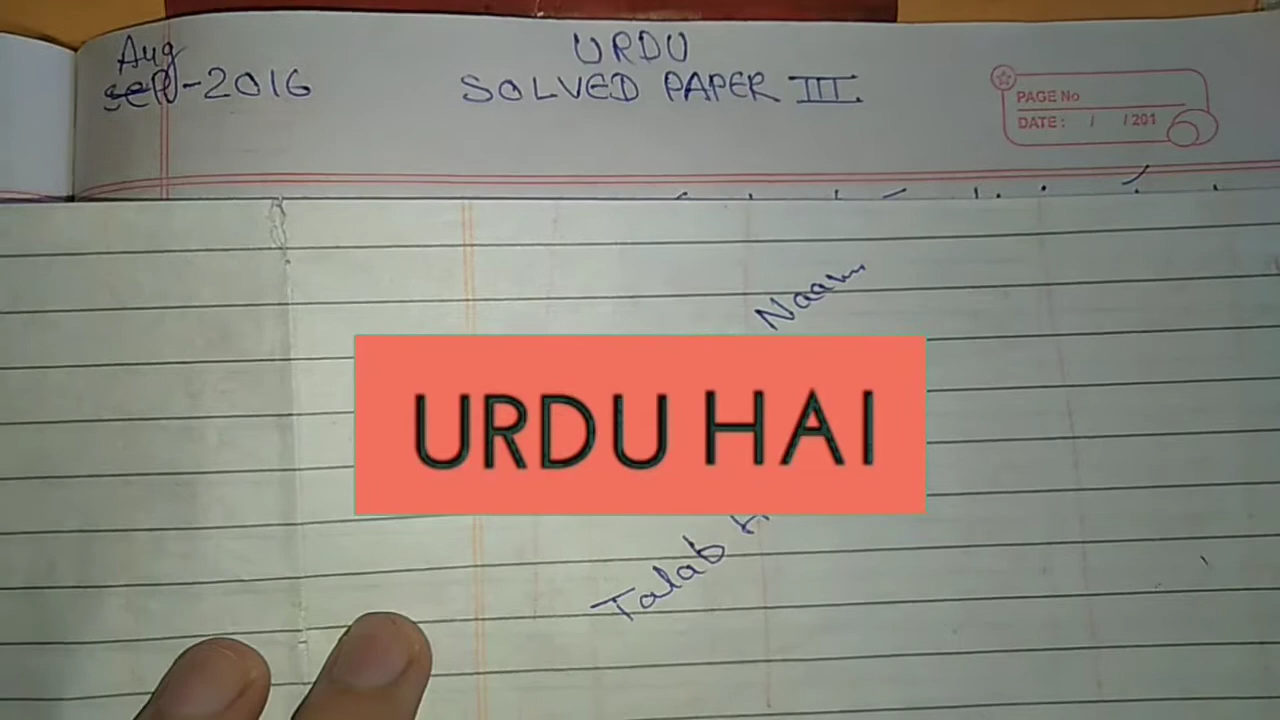 Aug
URDU
sep-2016
SOLVED PAPER III.
PAGE No
DATE : / / 201
Naam
URDU HAI
Talab